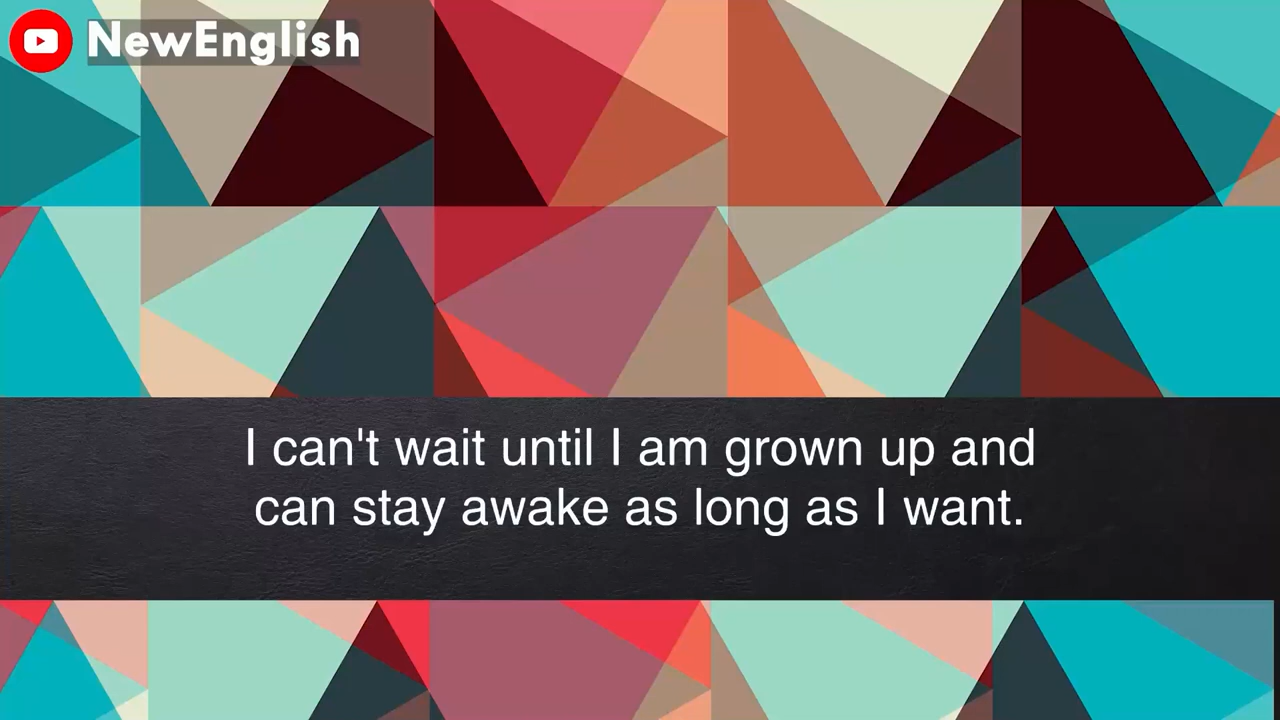 NewEnglish
I can't wait until I am grown up and
can stay awake as long as I want.